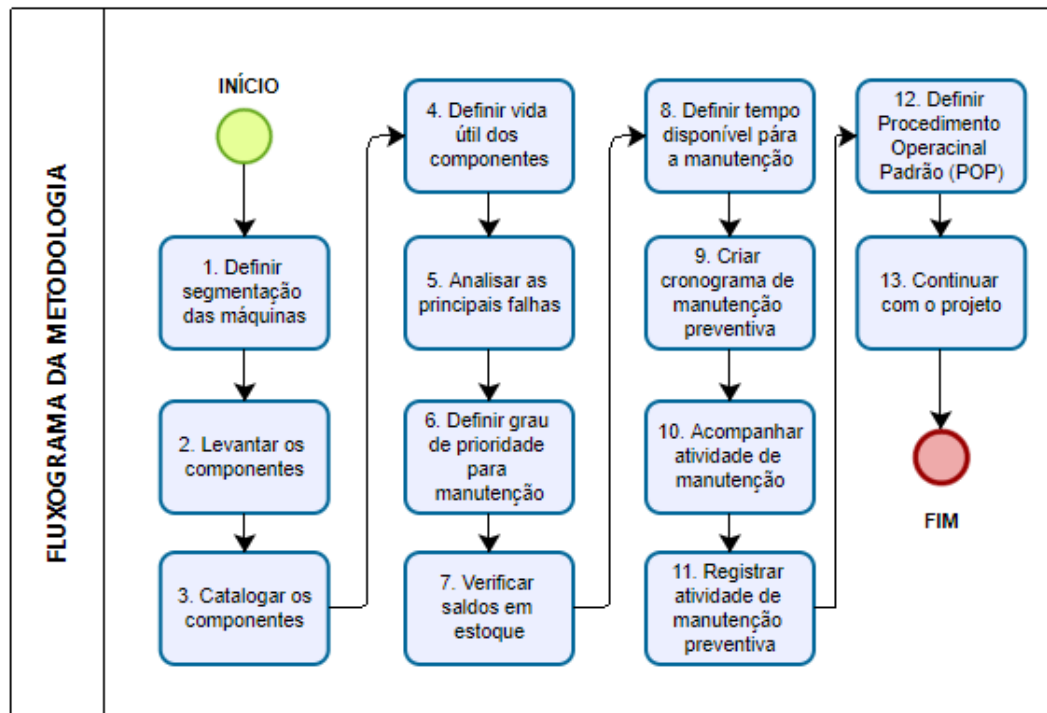 FLUXOGRAMA DA METODOLOGIA
INÍCIO
1. Definir
segmentação
das máquinas
2. Levantar os
componentes
3. Catalogar os
componentes
4. Definir vida
útil dos
componentes
5. Analisar as
principais falhas
6. Definir grau
de prioridade
para
manutenção
7. Verificar
saldos em
estoque
8. Definir tempo
disponível pára
a manutenção
9. Criar
cronograma de
manutenção
preventiva
10. Acompanhar
atividade de
manutenção
11. Registrar
atividade de
manutenção
preventiva
12. Definir
Procedimento
Operacinal
Padrão (POP)
13. Continuar
com o projeto
FIM